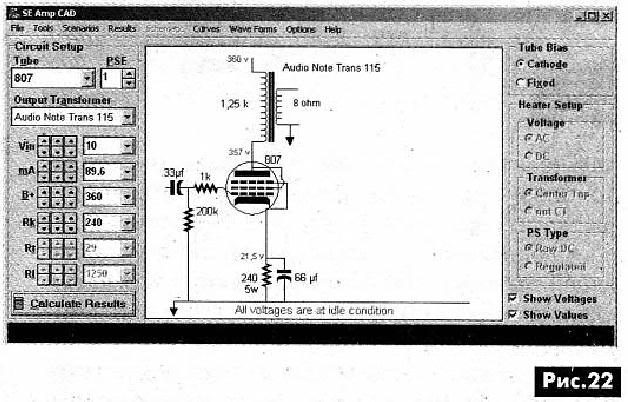 SE Amp CAD
File Tools Scenarios Results Schematic Curves Wave Forms Options Help
Circuit Setup
Tube PSE
807 1
Output Transformer
Audio Note Trans 115
Vin 10
mA 89.6
B+ 360
Rk 240
29
Rl 1250
Calculate Results
360 v
Audio Note Trans 115
1,25 k
8 ohm
357 v
807
33µf
1k
200k
21,5 v
240
5w
66 µf
All voltages are at idle condition
Tube Bias
Cathode
Fixed
Heater Setup
Voltage
AC
DC
Transformer
Center Tap
not CT
PS Type
Raw DC
Regulated
Show Voltages
Show Values
Рис.22